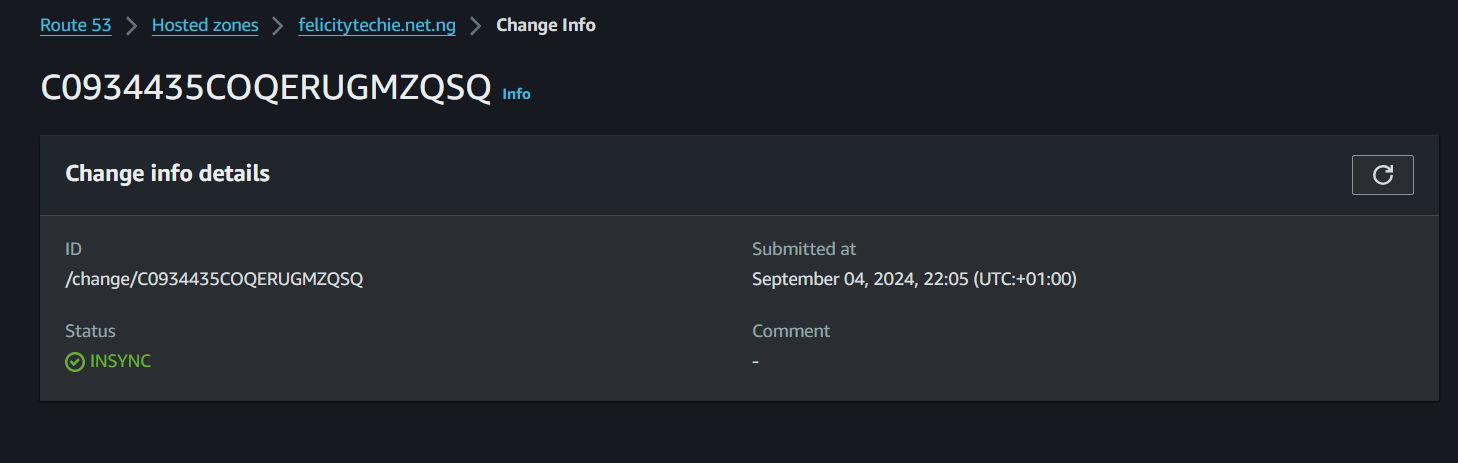 Route 53 > Hosted zones > felicitytechie.net.ng > Change Info
C0934435COQERUGMZQSQ Info
Change info details
ID
/change/C0934435COQERUGMZQSQ
Submitted at
September 04, 2024, 22:05 (UTC:+01:00)
Status
INSYNC
Comment
-